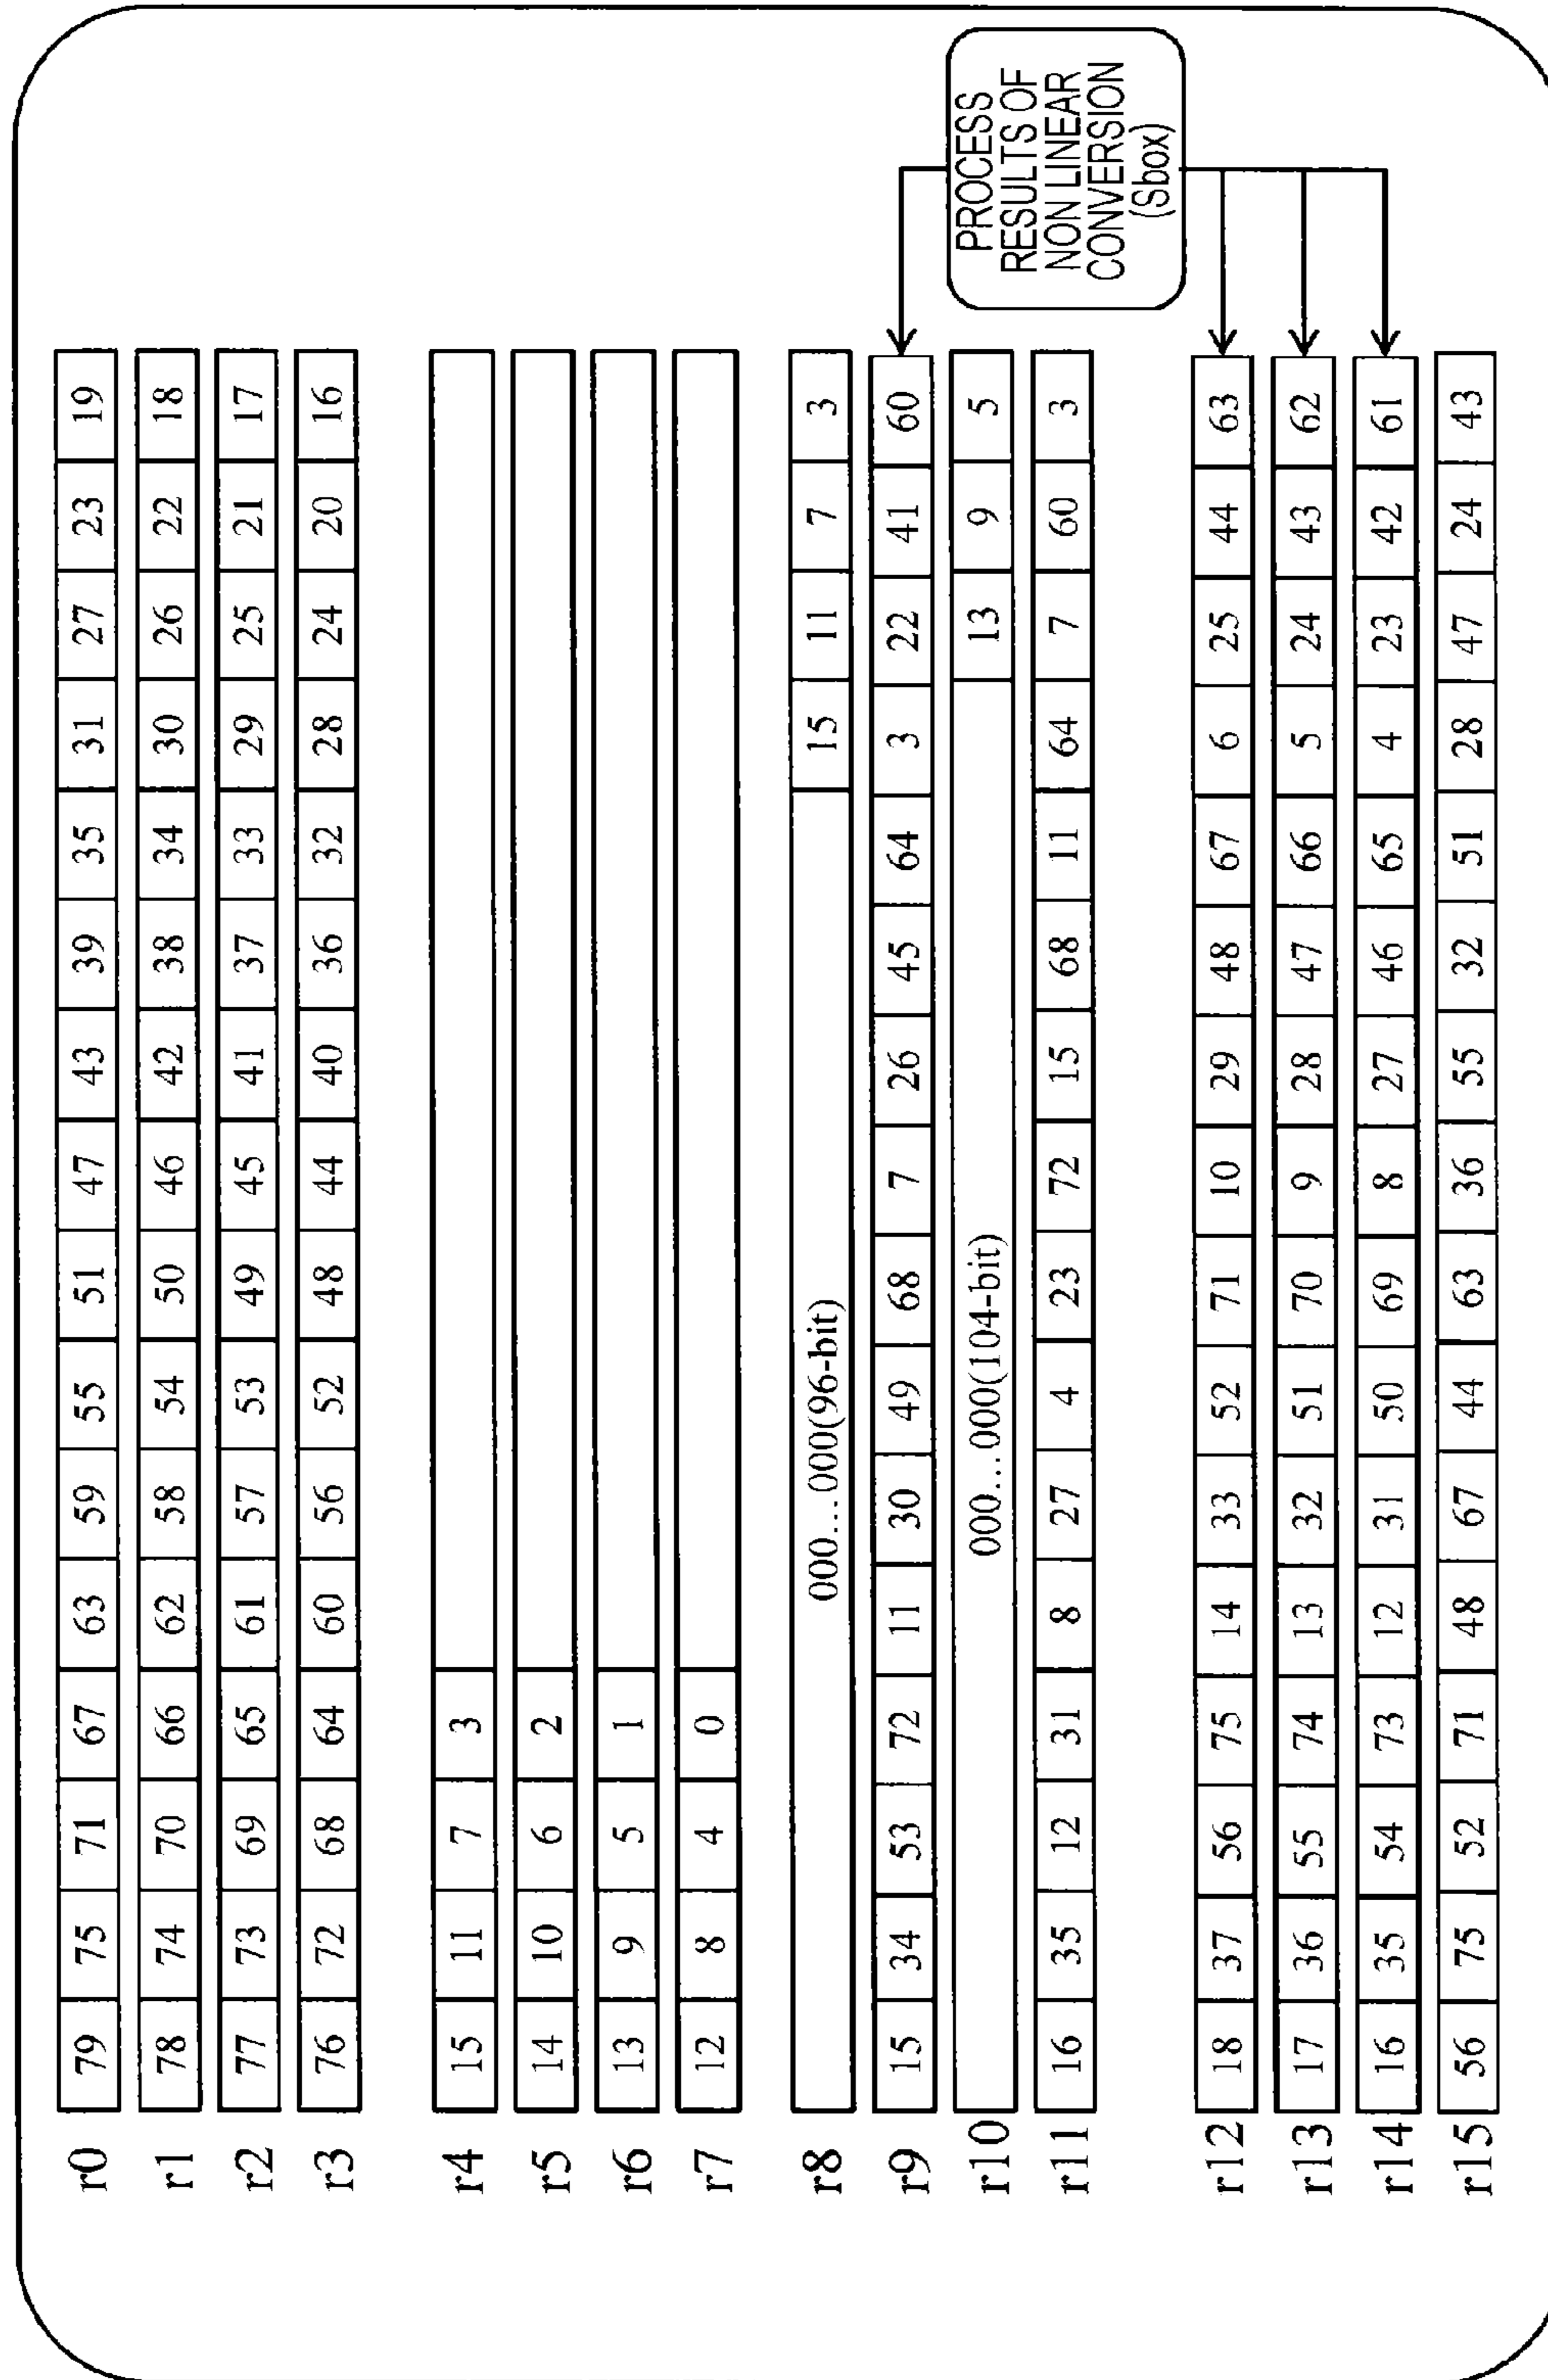 r0 79 75 71 67 63 59 55 51 47 43 39 35 31 27 23 19
r1 78 74 70 66 62 58 54 50 46 42 38 34 30 26 22 18
r2 77 73 69 65 61 57 53 49 45 41 37 33 29 25 21 17
r3 76 72 68 64 60 56 52 48 44 40 36 32 28 24 20 16
r4 15 11 7 3
r5 14 10 6 2
r6 13 9 5 1
r7 12 8 4 0
r8 000...000(96-bit) 15 11 7 3
r9 15 34 53 72 11 30 49 68 7 26 45 64 3 22 41 60
r10 000...000(104-bit) 13 9 5
r11 16 35 12 31 8 27 4 23 72 15 68 11 64 7 60 3
r12 18 37 56 75 14 33 52 71 10 29 48 67 6 25 44 63
r13 17 36 55 74 13 32 51 70 9 28 47 66 5 24 43 62
r14 16 35 54 73 12 31 50 69 8 27 46 65 4 23 42 61
r15 56 75 52 71 48 67 44 63 36 55 32 51 28 47 24 43
PROCESS
RESULTS OF
NON LINEAR
CONVERSION
(Sbox)